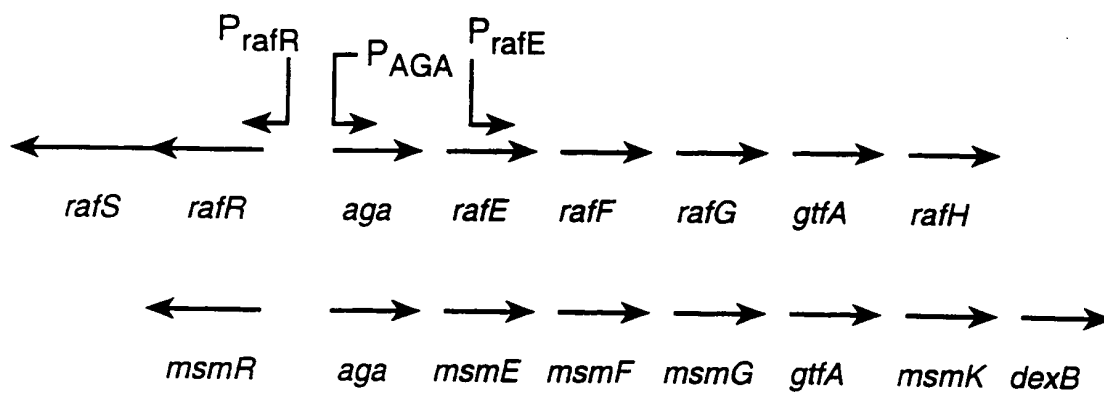 PrafR PAGA PrafE
rafS rafR aga rafE rafF rafG gtfA rafH
msmR aga msmE msmF msmG gtfA msmK dexB